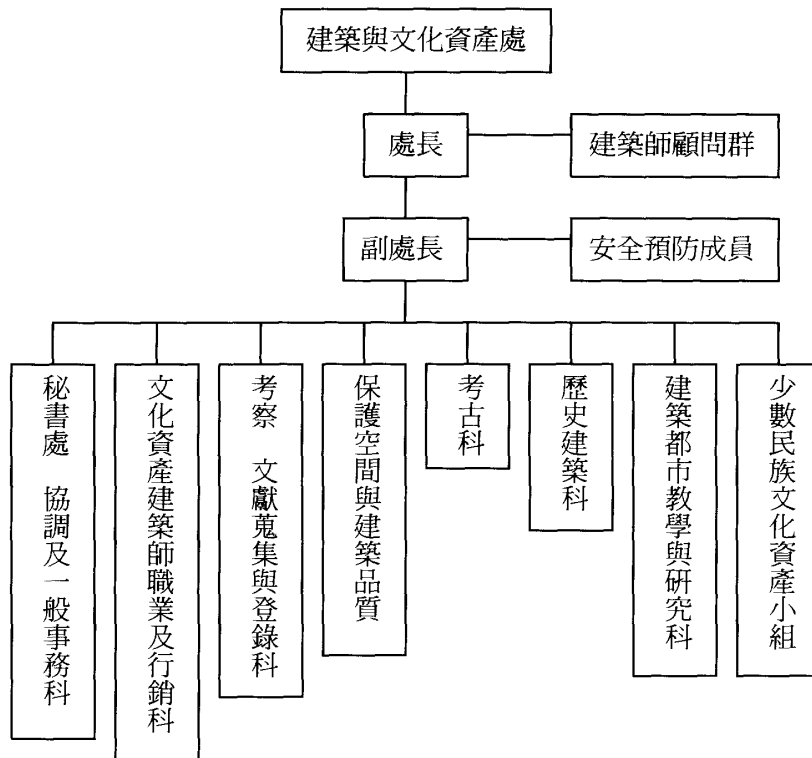 建築與文化資產處
處長
建築師顧問群
副處長
安全預防成員
秘書處 協調及一般事務科
文化資產建築師職業及行銷科
考察 文獻蒐集與登錄科
保護空間與建築品質
考古科
歷史建築科
建築都市教學與研究科
少數民族文化資產小組